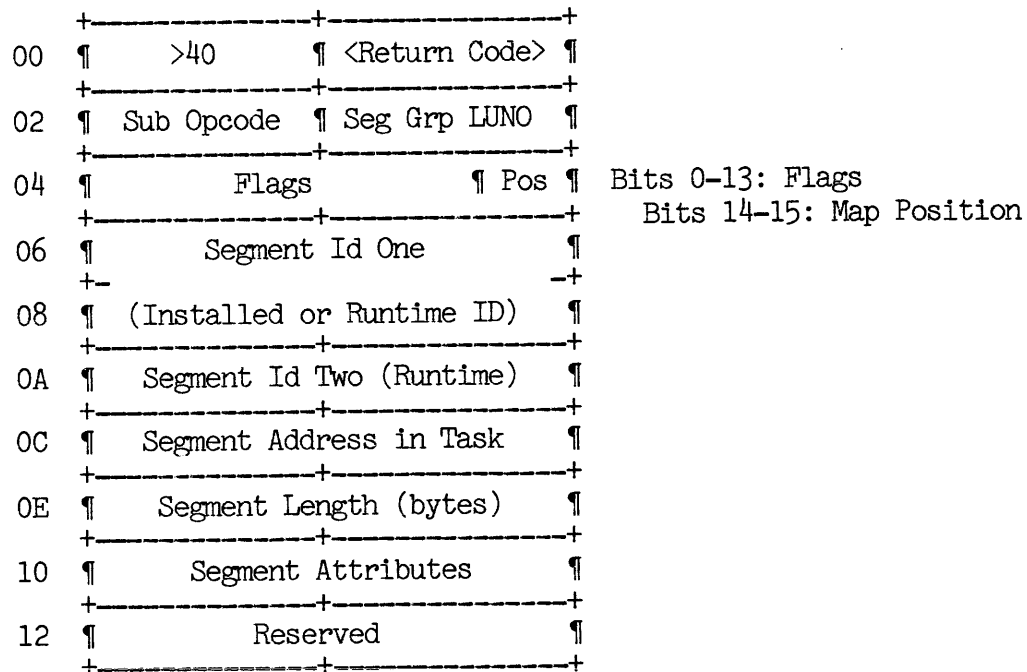 +---------------+---------------+
00 ¶ >40 ¶ <Return Code> ¶
+---------------+---------------+
02 ¶ Sub Opcode ¶ Seg Grp LUNO ¶
+---------------+---------------+
04 ¶ Flags ¶ Pos ¶ Bits 0-13: Flags
+---------------+---------------+ Bits 14-15: Map Position
06 ¶ Segment Id One ¶
+- -+
08 ¶ (Installed or Runtime ID) ¶
+---------------+---------------+
0A ¶ Segment Id Two (Runtime) ¶
+---------------+---------------+
0C ¶ Segment Address in Task ¶
+---------------+---------------+
0E ¶ Segment Length (bytes) ¶
+---------------+---------------+
10 ¶ Segment Attributes ¶
+---------------+---------------+
12 ¶ Reserved ¶
+---------------+---------------+